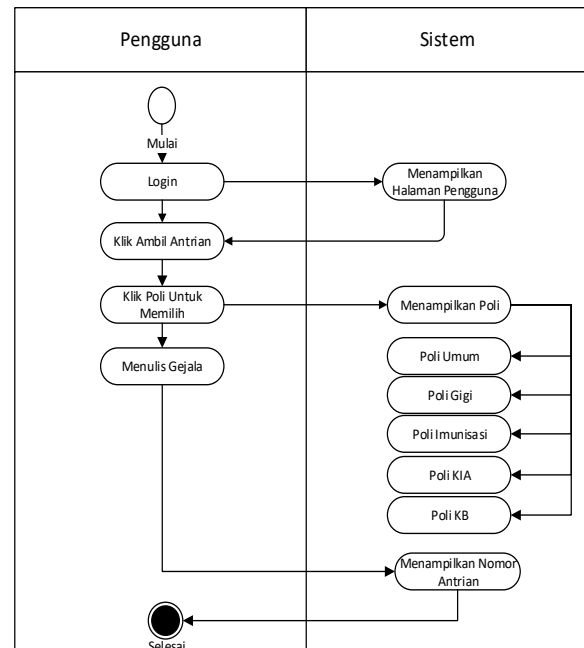 Pengguna
Sistem
Mulai
Login
Menampilkan
Halaman Pengguna
Klik Ambil Antrian
Klik Poli Untuk
Memilih
Menampilkan Poli
Menulis Gejala
Poli Umum
Poli Gigi
Poli Imunisasi
Poli KIA
Poli KB
Menampilkan Nomor
Antrian
Selesai